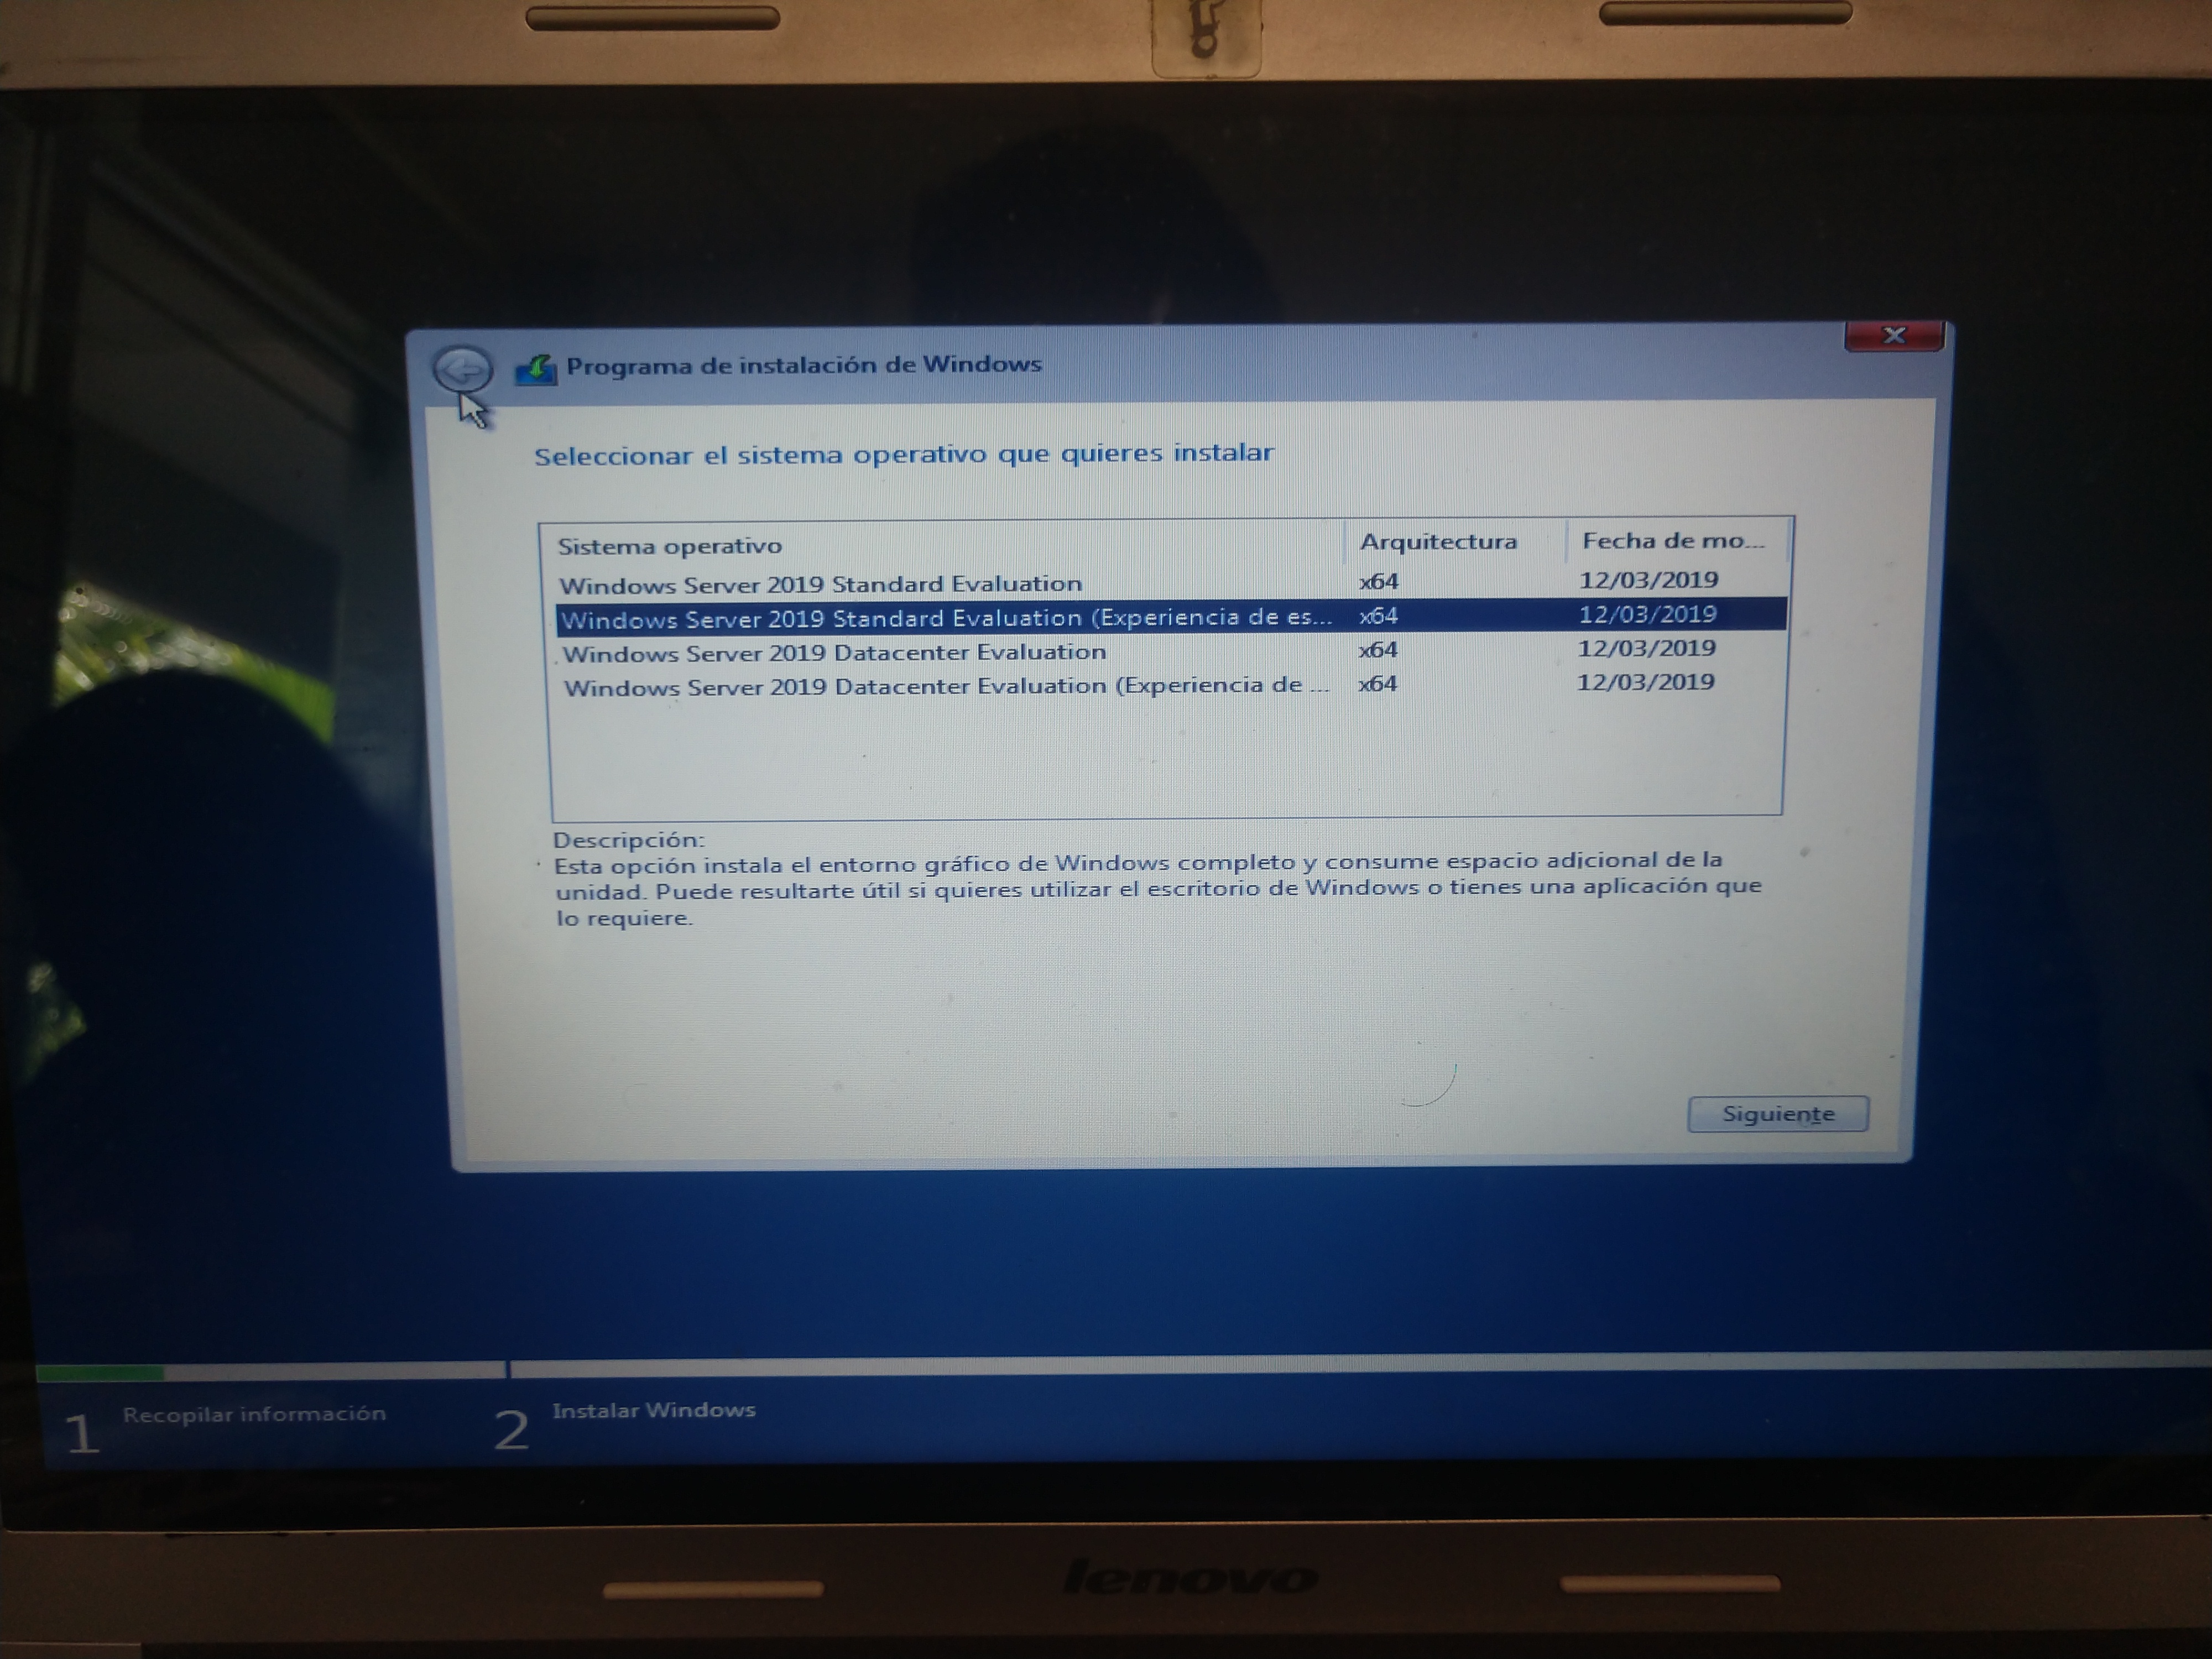 Programa de instalación de Windows
Seleccionar el sistema operativo que quieres instalar
Sistema operativo Arquitectura Fecha de mo...
Windows Server 2019 Standard Evaluation x64 12/03/2019
Windows Server 2019 Standard Evaluation (Experiencia de es... x64 12/03/2019
Windows Server 2019 Datacenter Evaluation x64 12/03/2019
Windows Server 2019 Datacenter Evaluation (Experiencia de ... x64 12/03/2019
Descripción:
Esta opción instala el entorno gráfico de Windows completo y consume espacio adicional de la
unidad. Puede resultarte útil si quieres utilizar el escritorio de Windows o tienes una aplicación que
lo requiere.
Siguiente
1 Recopilar información 2 Instalar Windows
lenovo